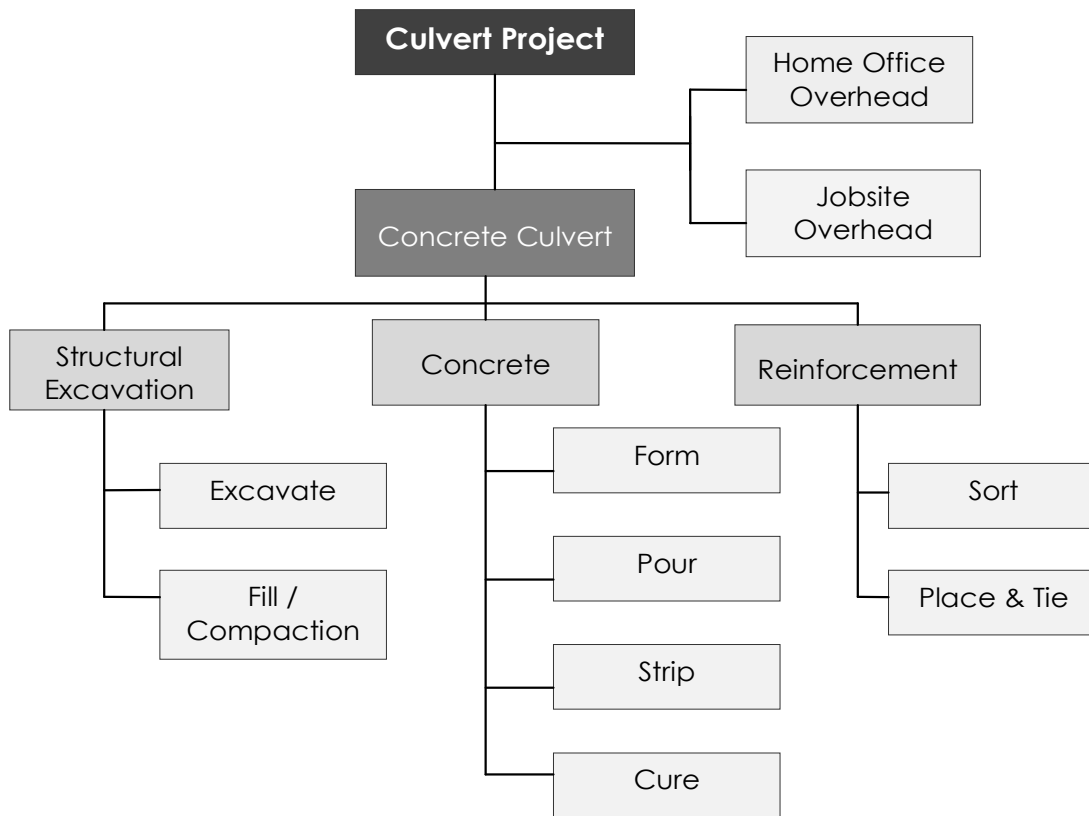 Culvert Project
Home Office
Overhead
Jobsite
Overhead
Concrete Culvert
Structural
Excavation
Concrete
Reinforcement
Excavate
Fill /
Compaction
Form
Pour
Strip
Cure
Sort
Place & Tie